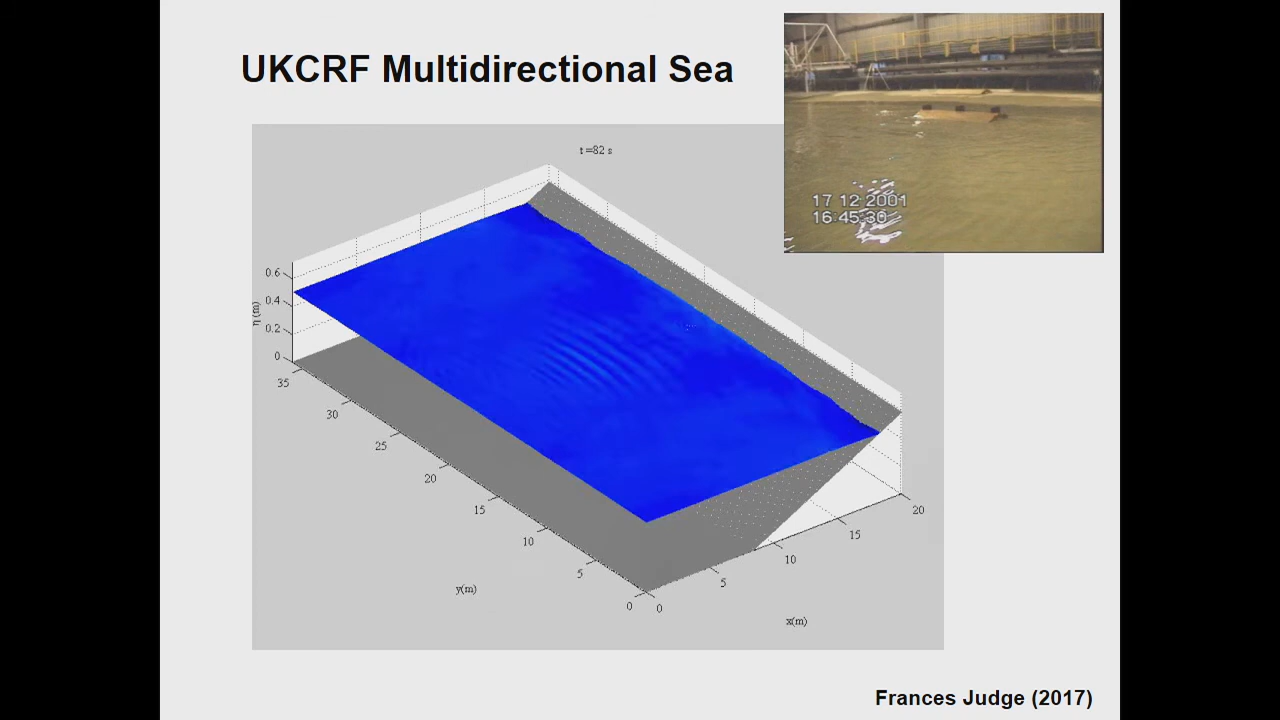 UKCRF Multidirectional Sea
t =82 s
17 12 2001
16:45:30
0.6
0.4
0.2
0
η (m)
35
30
25
20
15
10
5
0
y(m)
0
5
10
15
20
x(m)
Frances Judge (2017)